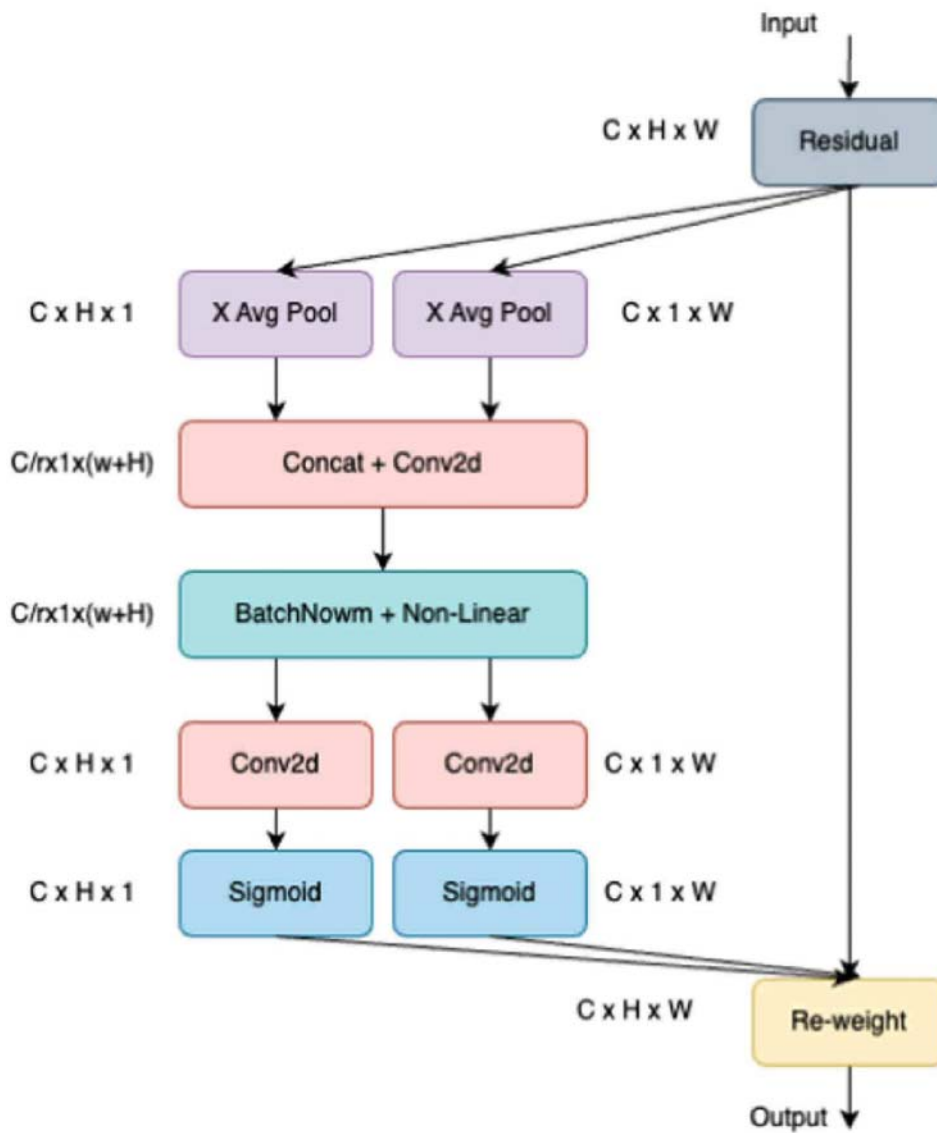 Input
C x H x W
Residual
C x H x 1
X Avg Pool
X Avg Pool
C x 1 x W
C/rx1x(w+H)
Concat + Conv2d
C/rx1x(w+H)
BatchNowm + Non-Linear
C x H x 1
Conv2d
Conv2d
C x 1 x W
C x H x 1
Sigmoid
Sigmoid
C x 1 x W
C x H x W
Re-weight
Output